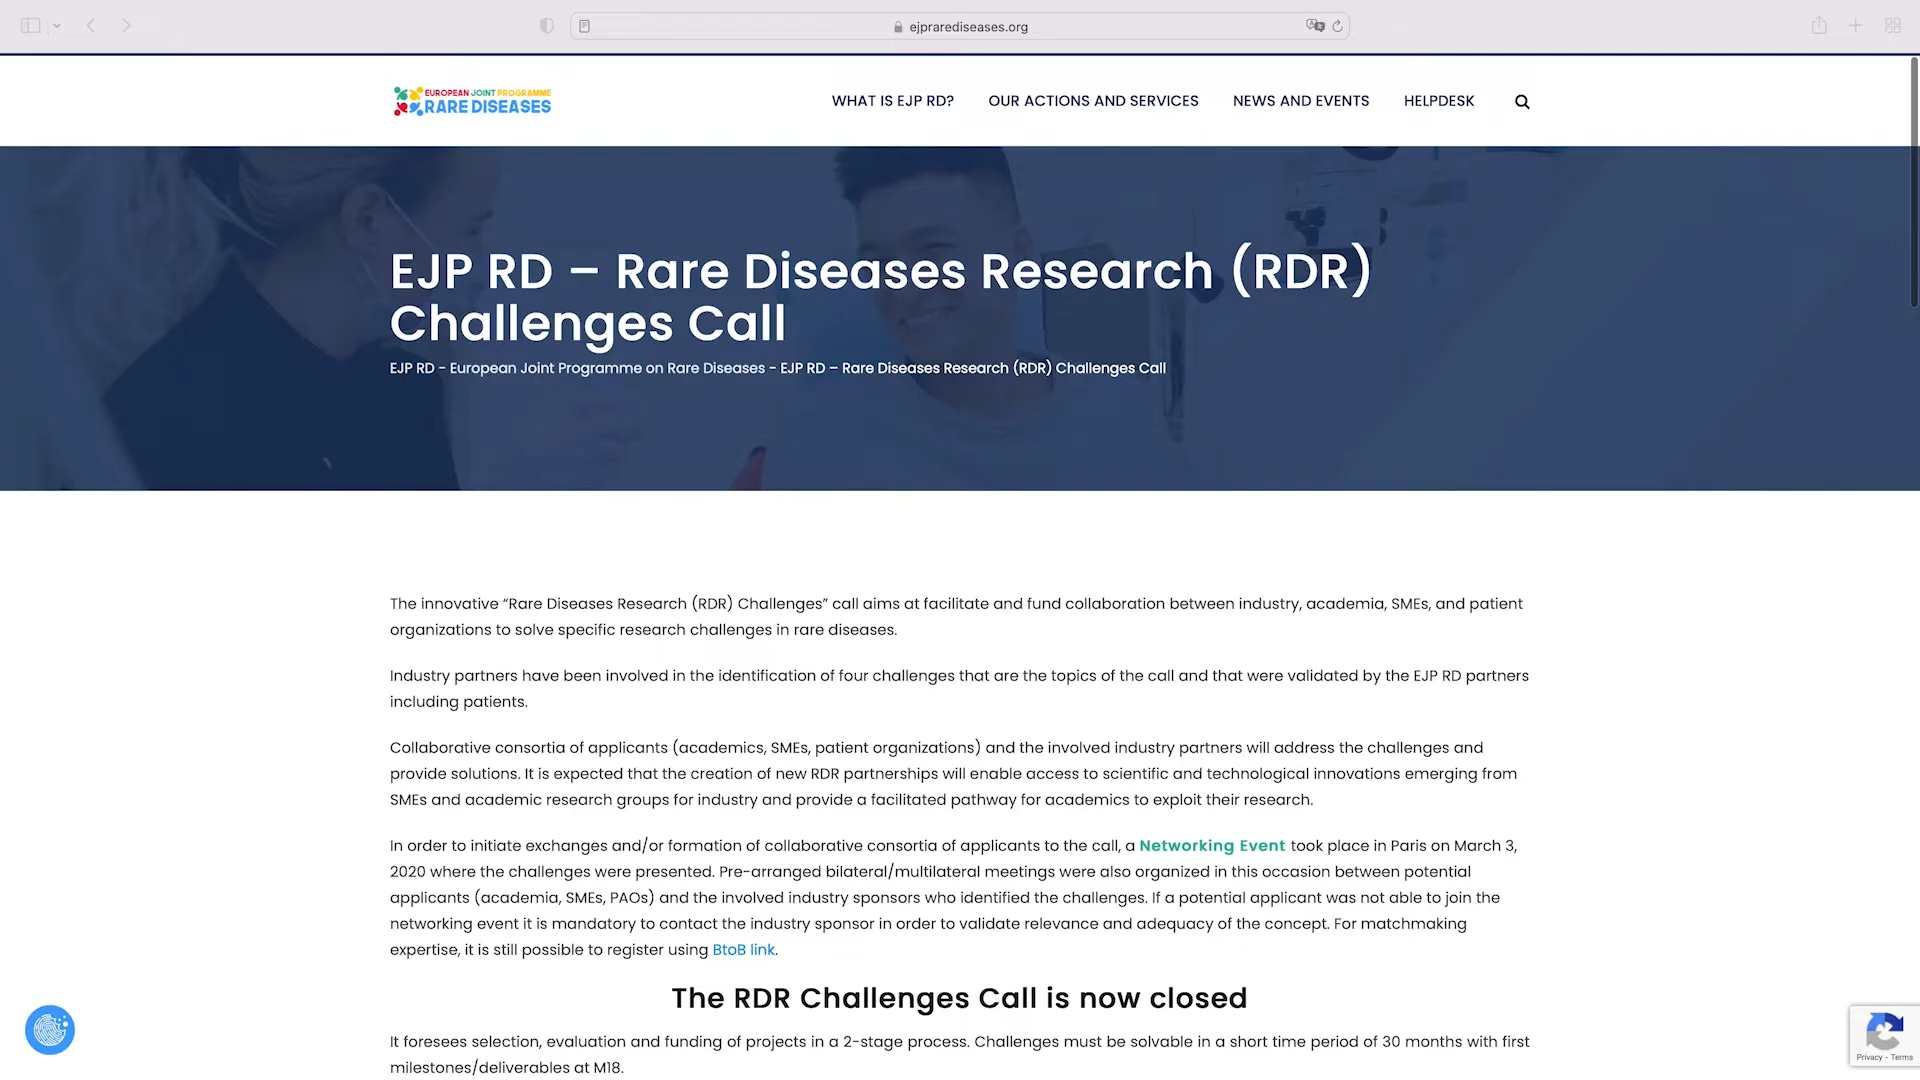 ejprarediseases.org
EUROPEAN JOINT PROGRAMME
RARE DISEASES
WHAT IS EJP RD?
OUR ACTIONS AND SERVICES
NEWS AND EVENTS
HELPDESK
EJP RD – Rare Diseases Research (RDR)
Challenges Call
EJP RD - European Joint Programme on Rare Diseases - EJP RD – Rare Diseases Research (RDR) Challenges Call
The innovative “Rare Diseases Research (RDR) Challenges” call aims at facilitate and fund collaboration between industry, academia, SMEs, and patient
organizations to solve specific research challenges in rare diseases.
Industry partners have been involved in the identification of four challenges that are the topics of the call and that were validated by the EJP RD partners
including patients.
Collaborative consortia of applicants (academics, SMEs, patient organizations) and the involved industry partners will address the challenges and
provide solutions. It is expected that the creation of new RDR partnerships will enable access to scientific and technological innovations emerging from
SMEs and academic research groups for industry and provide a facilitated pathway for academics to exploit their research.
In order to initiate exchanges and/or formation of collaborative consortia of applicants to the call, a Networking Event took place in Paris on March 3,
2020 where the challenges were presented. Pre-arranged bilateral/multilateral meetings were also organized in this occasion between potential
applicants (academia, SMEs, PAOs) and the involved industry sponsors who identified the challenges. If a potential applicant was not able to join the
networking event it is mandatory to contact the industry sponsor in order to validate relevance and adequacy of the concept. For matchmaking
expertise, it is still possible to register using BtoB link.
The RDR Challenges Call is now closed
It foresees selection, evaluation and funding of projects in a 2-stage process. Challenges must be solvable in a short time period of 30 months with first
milestones/deliverables at M18.
Privacy - Terms